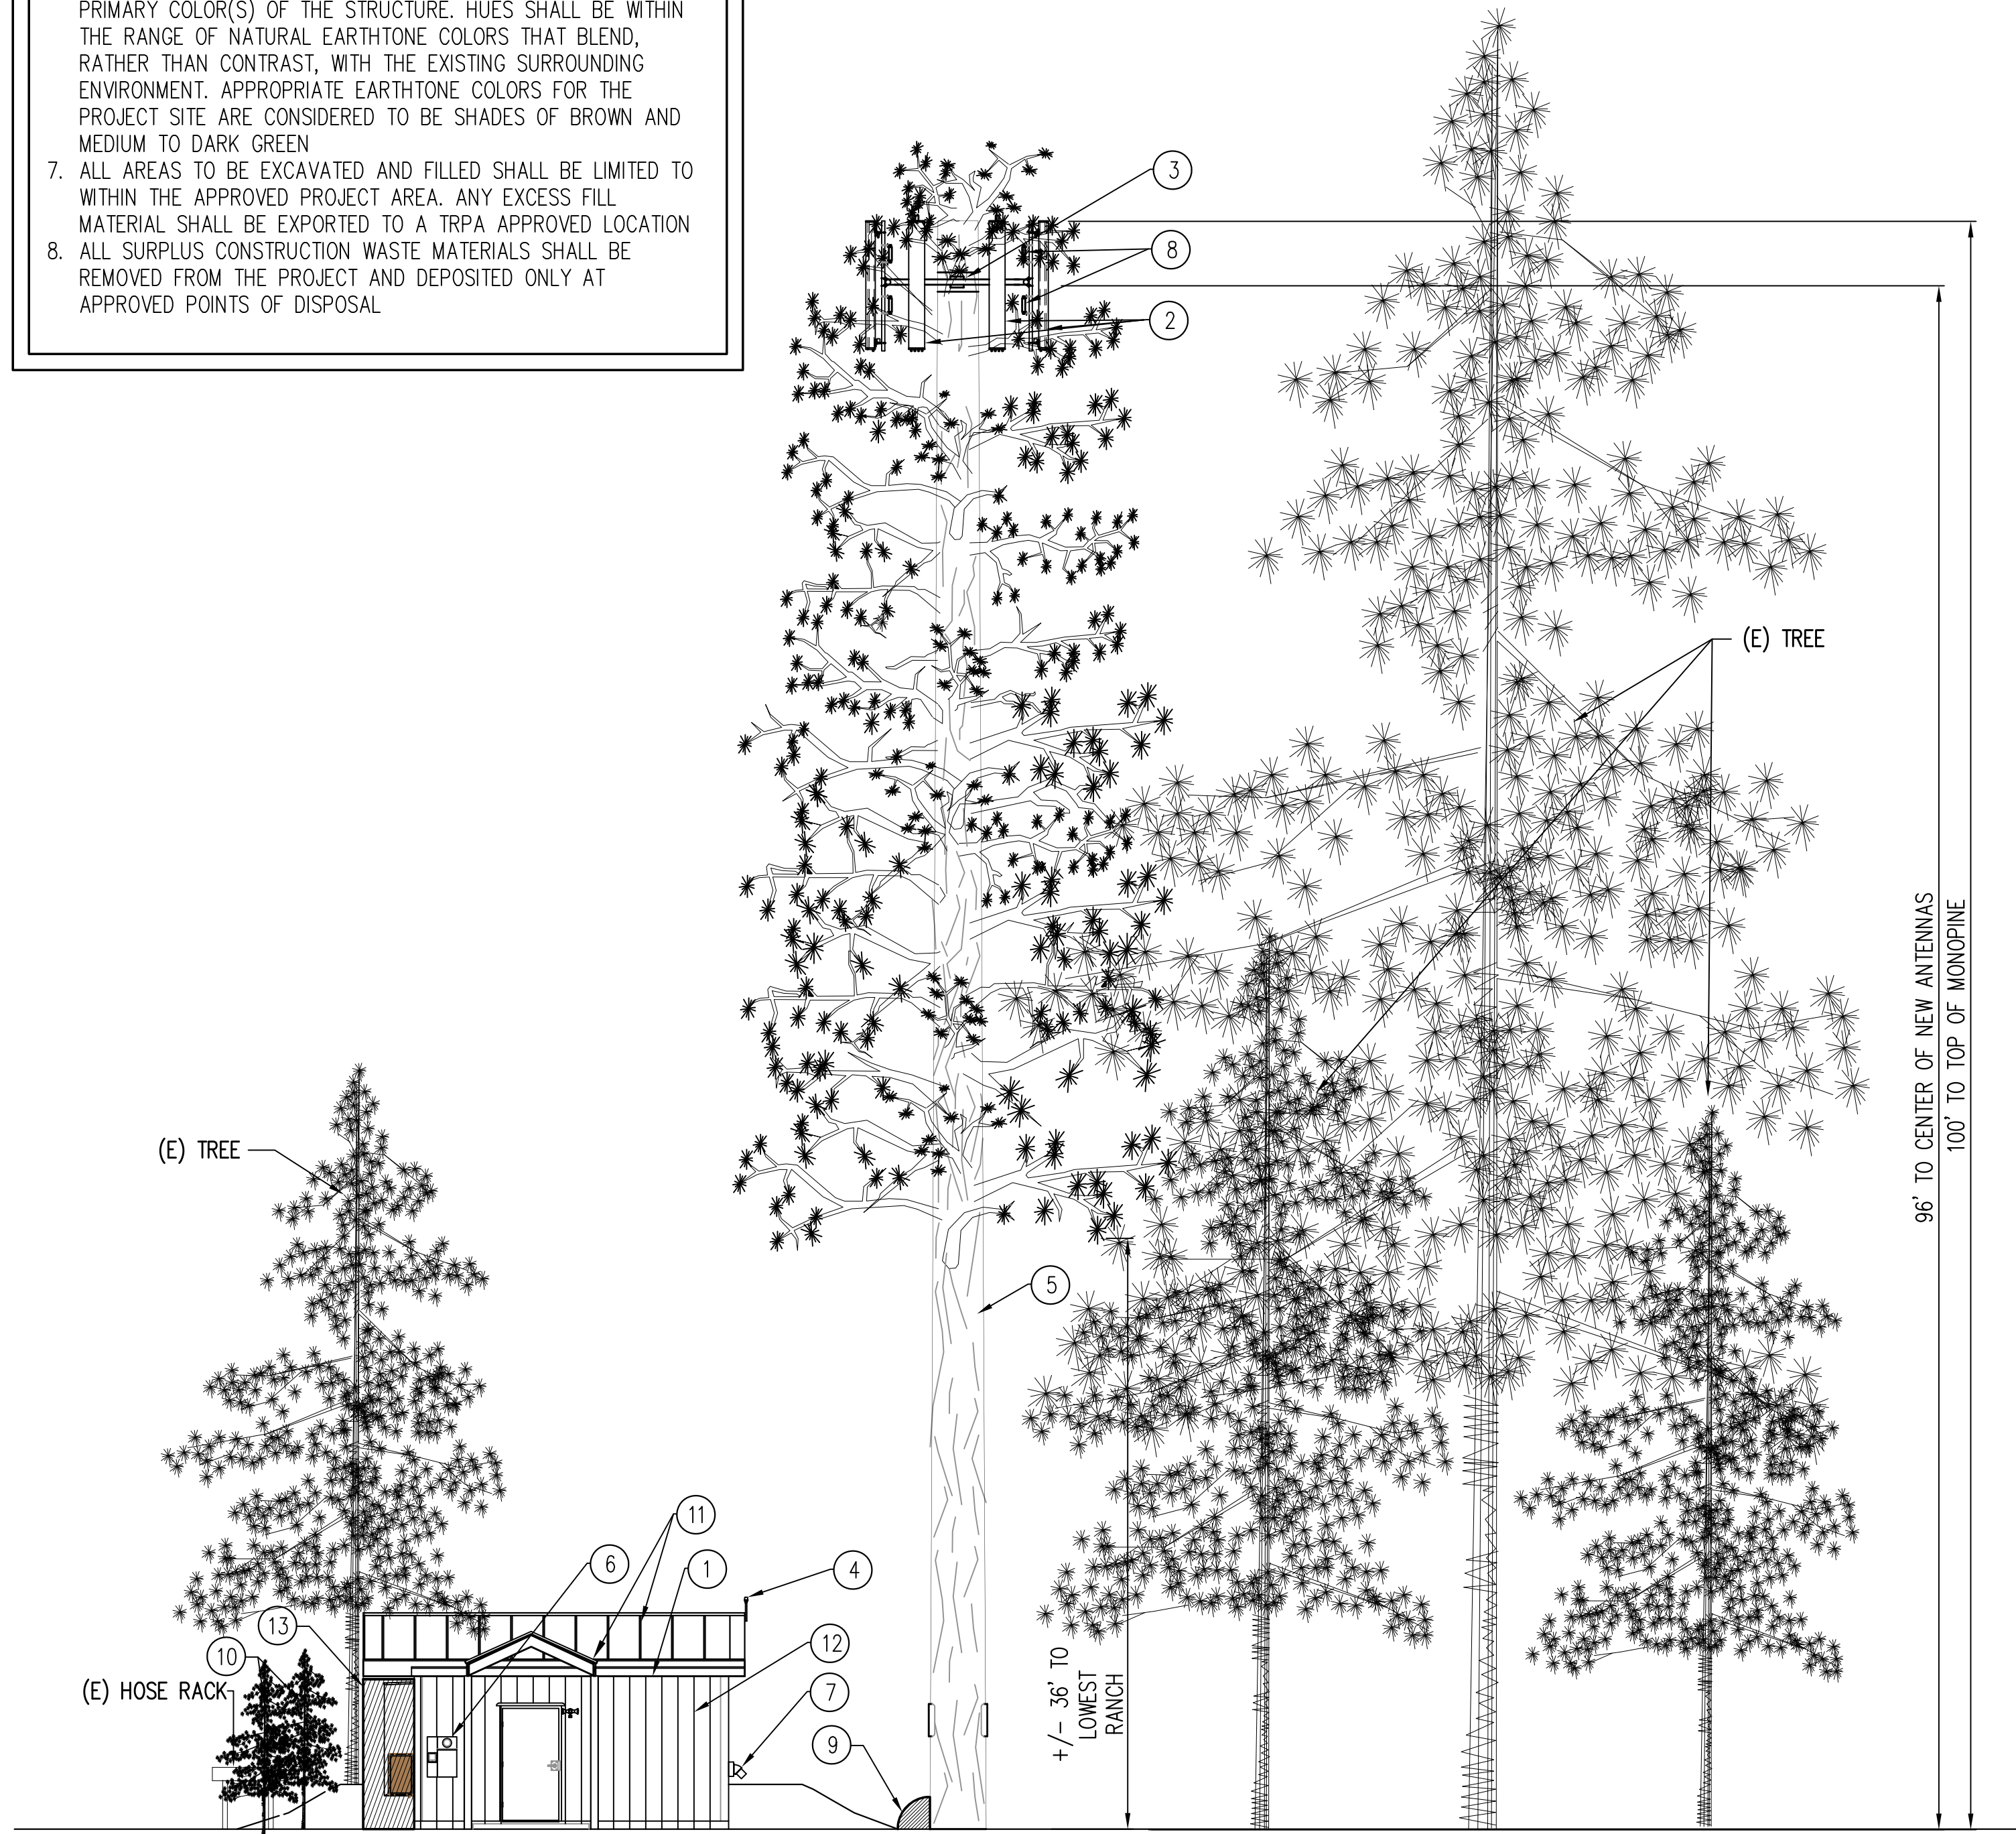 PRIMARY COLOR(S) OF THE STRUCTURE. HUES SHALL BE WITHIN
THE RANGE OF NATURAL EARTHTONE COLORS THAT BLEND,
RATHER THAN CONTRAST, WITH THE EXISTING SURROUNDING
ENVIRONMENT. APPROPRIATE EARTHTONE COLORS FOR THE
PROJECT SITE ARE CONSIDERED TO BE SHADES OF BROWN AND
MEDIUM TO DARK GREEN
7. ALL AREAS TO BE EXCAVATED AND FILLED SHALL BE LIMITED TO
WITHIN THE APPROVED PROJECT AREA. ANY EXCESS FILL
MATERIAL SHALL BE EXPORTED TO A TRPA APPROVED LOCATION
8. ALL SURPLUS CONSTRUCTION WASTE MATERIALS SHALL BE
REMOVED FROM THE PROJECT AND DEPOSITED ONLY AT
APPROVED POINTS OF DISPOSAL
3
8
2
(E) TREE
96' TO CENTER OF NEW ANTENNAS
100' TO TOP OF MONOPINE
(E) TREE
5
11
6
1
4
13
12
10
(E) HOSE RACK
7
9
+/- 36' TO
LOWEST
RANCH